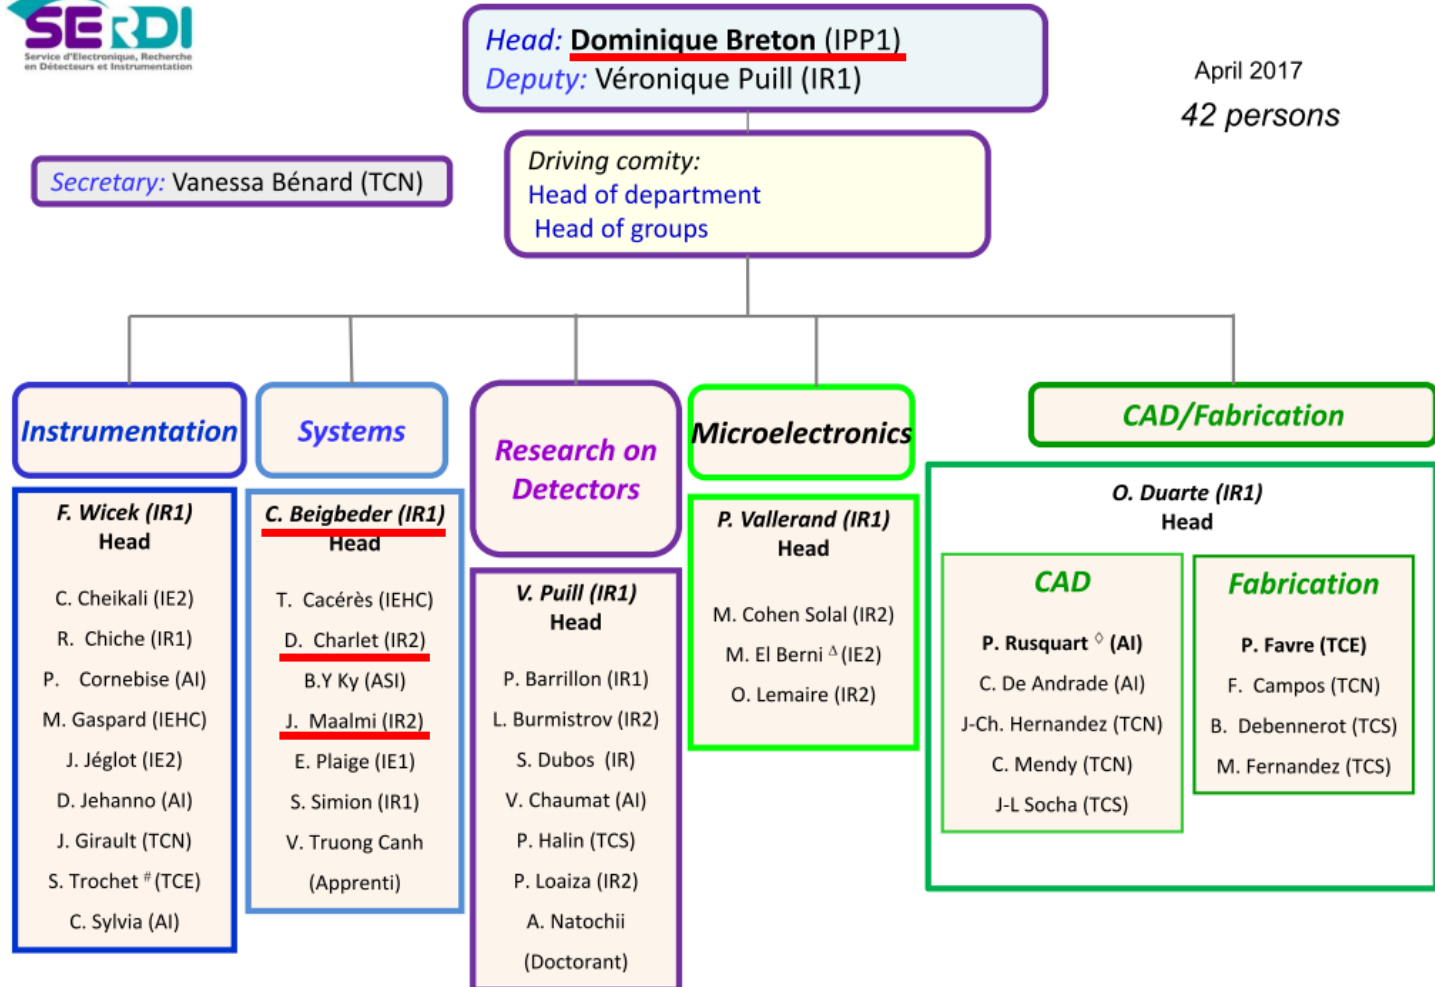 SERDI
Service d'Electronique, Recherche
en Détecteurs et Instrumentation
Head: Dominique Breton (IPP1)
Deputy: Véronique Puill (IR1)
April 2017
42 persons
Secretary: Vanessa Bénard (TCN)
Driving comity:
Head of department
Head of groups
Instrumentation
F. Wicek (IR1)
Head
C. Cheikali (IE2)
R. Chiche (IR1)
P. Cornebise (AI)
M. Gaspard (IEHC)
J. Jéglot (IE2)
D. Jehanno (AI)
J. Girault (TCN)
S. Trochet # (TCE)
C. Sylvia (AI)
Systems
C. Beigbeder (IR1)
Head
T. Cacérès (IEHC)
D. Charlet (IR2)
B.Y Ky (ASI)
J. Maalmi (IR2)
E. Plaige (IE1)
S. Simion (IR1)
V. Truong Canh
(Apprenti)
Research on
Detectors
V. Puill (IR1)
Head
P. Barrillon (IR1)
L. Burmistrov (IR2)
S. Dubos (IR)
V. Chaumat (AI)
P. Halin (TCS)
P. Loaiza (IR2)
A. Natochii
(Doctorant)
Microelectronics
P. Vallerand (IR1)
Head
M. Cohen Solal (IR2)
M. El Berni Δ (IE2)
O. Lemaire (IR2)
CAD/Fabrication
O. Duarte (IR1)
Head
CAD
P. Rusquart ◊ (AI)
C. De Andrade (AI)
J-Ch. Hernandez (TCN)
C. Mendy (TCN)
J-L Socha (TCS)
Fabrication
P. Favre (TCE)
F. Campos (TCN)
B. Debennerot (TCS)
M. Fernandez (TCS)